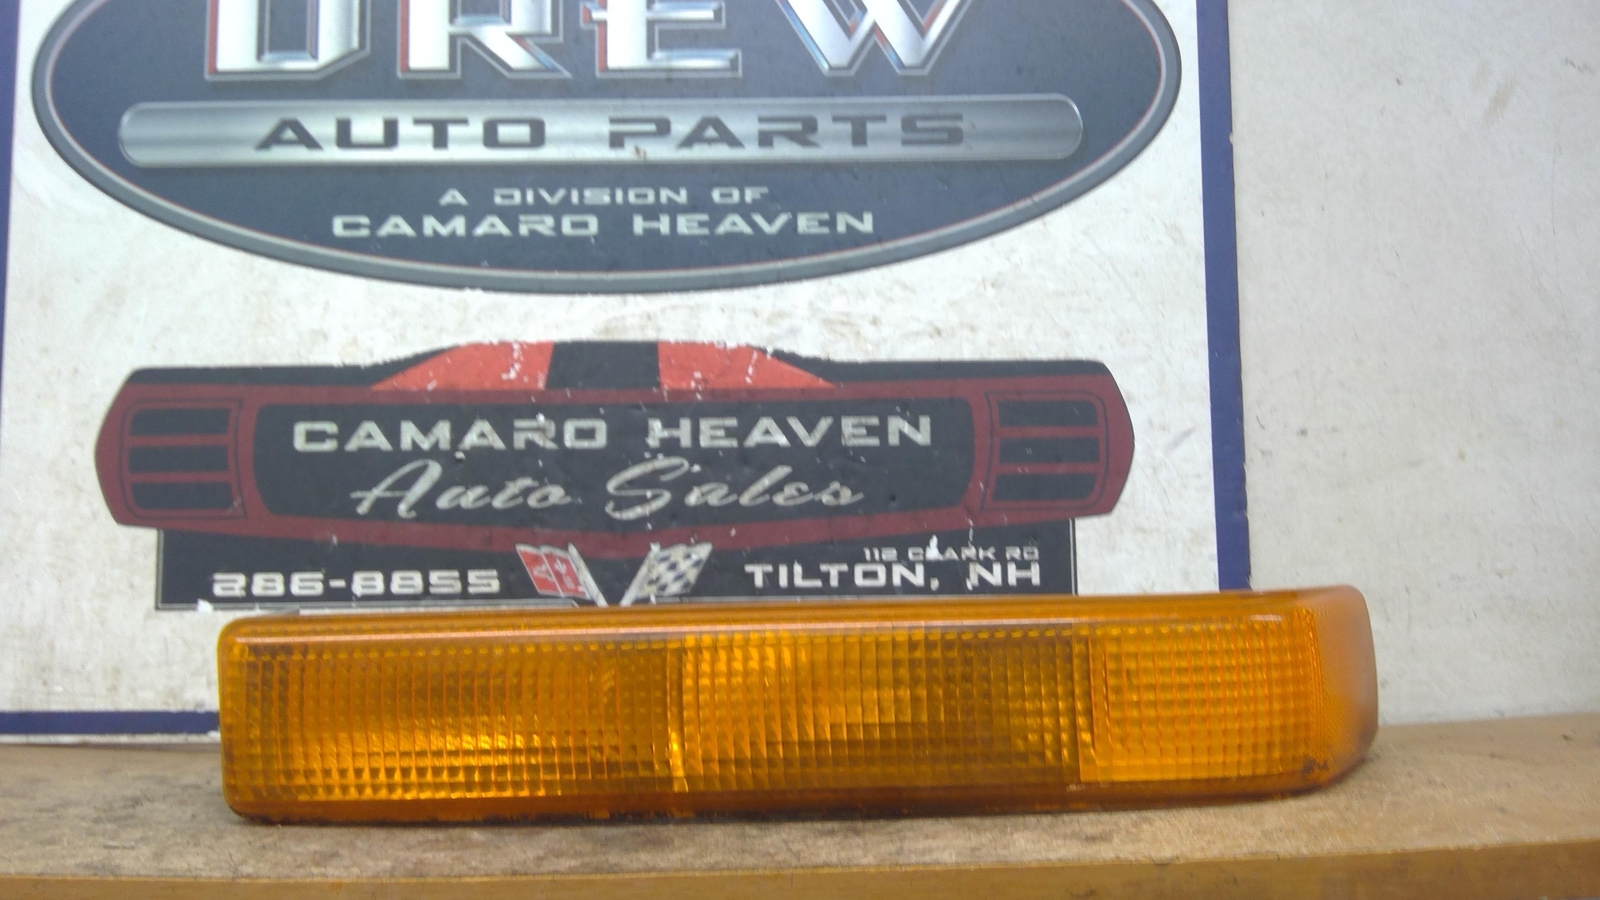 DREW
AUTO PARTS
A DIVISION OF
CAMARO HEAVEN
CAMARO HEAVEN
Auto Sales
286-8855
112 CLARK RD
TILTON, NH